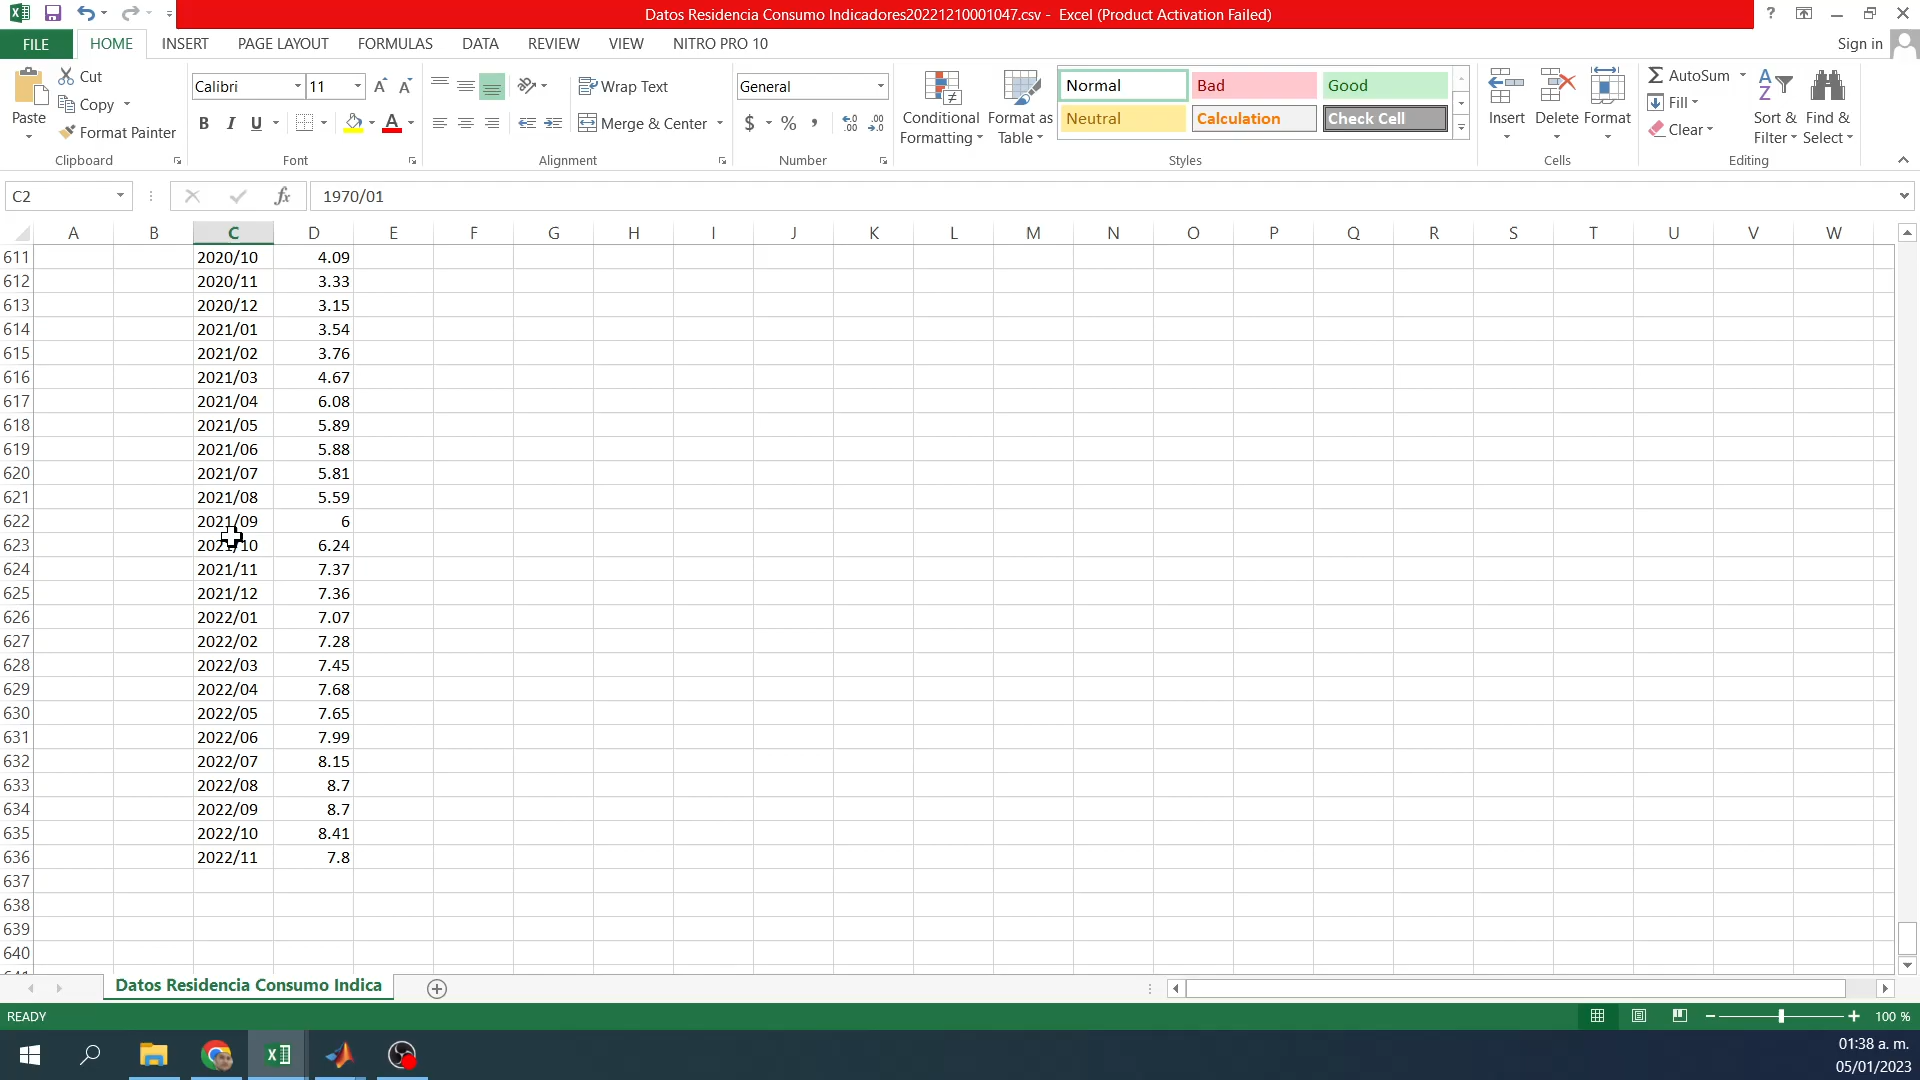 Datos Residencia Consumo Indicadores20221210001047.csv - Excel (Product Activation Failed)
FILE HOME INSERT PAGE LAYOUT FORMULAS DATA REVIEW VIEW NITRO PRO 10 Sign in
Paste Cut Copy Format Painter Clipboard
Calibri 11 B I U Font
Wrap Text Merge & Center Alignment
General $ % , .00 Number
Conditional Formatting Format as Table
Normal Bad Good
Neutral Calculation Check Cell
Styles
Insert Delete Format Cells
AutoSum Fill Clear Sort & Filter Find & Select Editing
C2 fx 1970/01
A B C D E F G H I J K L M N O P Q R S T U V W
611 2020/10 4.09
612 2020/11 3.33
613 2020/12 3.15
614 2021/01 3.54
615 2021/02 3.76
616 2021/03 4.67
617 2021/04 6.08
618 2021/05 5.89
619 2021/06 5.88
620 2021/07 5.81
621 2021/08 5.59
622 2021/09 6
623 2021/10 6.24
624 2021/11 7.37
625 2021/12 7.36
626 2022/01 7.07
627 2022/02 7.28
628 2022/03 7.45
629 2022/04 7.68
630 2022/05 7.65
631 2022/06 7.99
632 2022/07 8.15
633 2022/08 8.7
634 2022/09 8.7
635 2022/10 8.41
636 2022/11 7.8
637
638
639
640
Datos Residencia Consumo Indica
READY 100 %
01:38 a. m.
05/01/2023